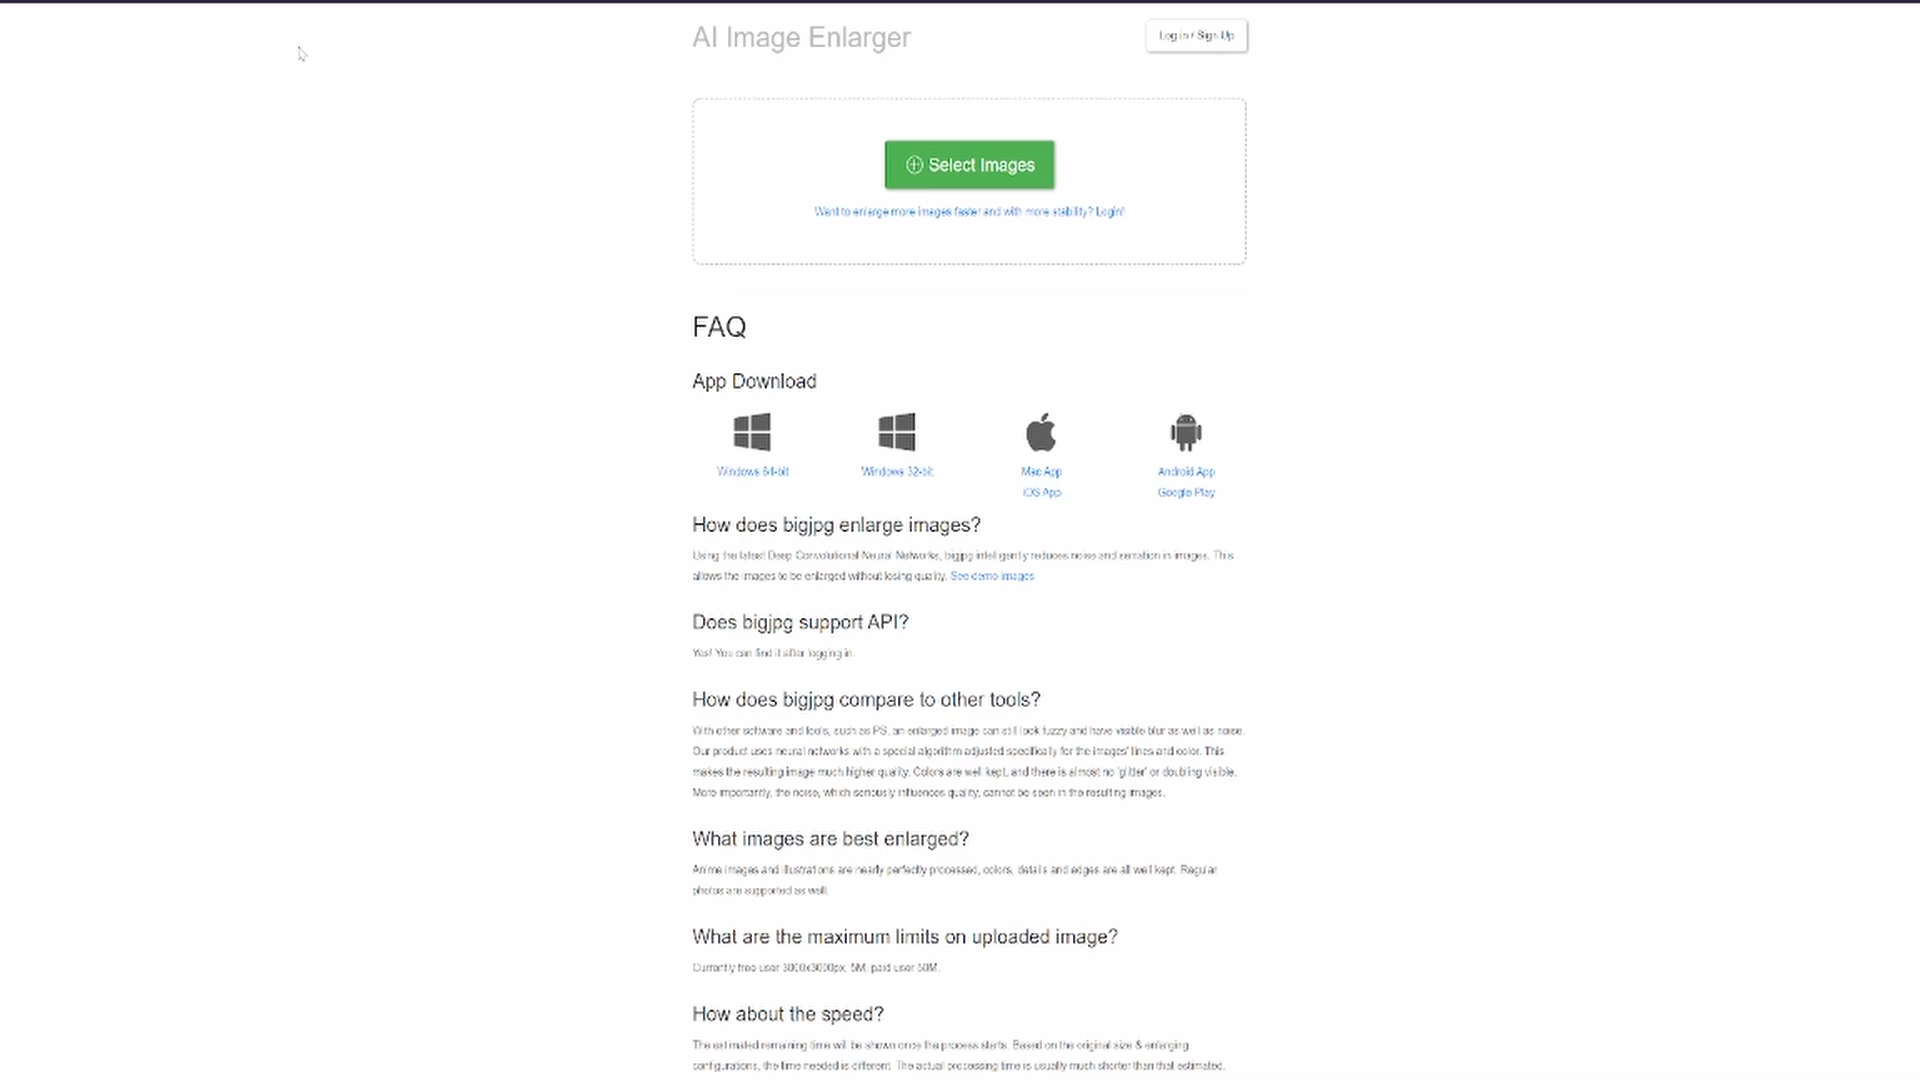 AI Image Enlarger
Log in / Sign Up
Select Images
Want to enlarge more images faster and with more stability? Login!
FAQ
App Download
Windows 64-bit
Windows 32-bit
Mac App
iOS App
Android App
Google Play
How does bigjpg enlarge images?
Using the latest Deep Convolutional Neural Networks, bigjpg intelligently reduces noise and serration in images. This
allows the images to be enlarged without losing quality. See demo images
Does bigjpg support API?
Yes! You can find it after logging in.
How does bigjpg compare to other tools?
With other software and tools, such as PS, an enlarged image can still look fuzzy and have visible blur as well as noise.
Our product uses neural networks with a special algorithm adjusted specifically for the images' lines and color. This
makes the resulting image much higher quality. Colors are well kept, and there is almost no 'glitter' or doubling visible.
More importantly, the noise, which seriously influences quality, cannot be seen in the resulting images.
What images are best enlarged?
Anime images and illustrations are nearly perfectly processed, colors, details and edges are all well kept. Regular
photos are supported as well.
What are the maximum limits on uploaded image?
Currently free user 3000x3000px, 5M; paid user 50M.
How about the speed?
The estimated remaining time will be shown once the process starts. Based on the original size & enlarging
configurations, the time needed is different. The actual processing time is usually much shorter than that estimated.